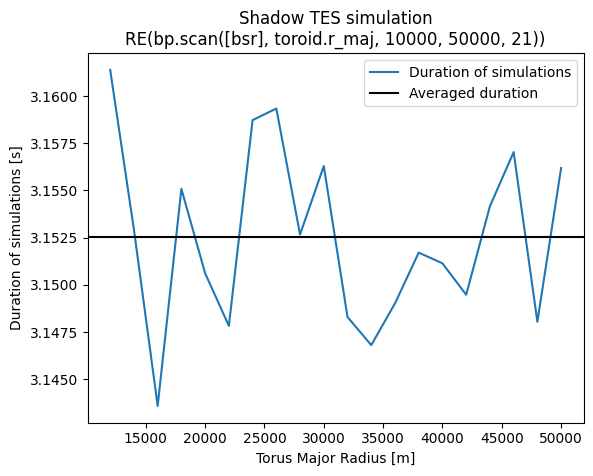 Shadow TES simulation
RE(bp.scan([bsr], toroid.r_maj, 10000, 50000, 21))
Duration of simulations
Averaged duration
Duration of simulations [s]
3.1600
3.1575
3.1550
3.1525
3.1500
3.1475
3.1450
15000 20000 25000 30000 35000 40000 45000 50000
Torus Major Radius [m]